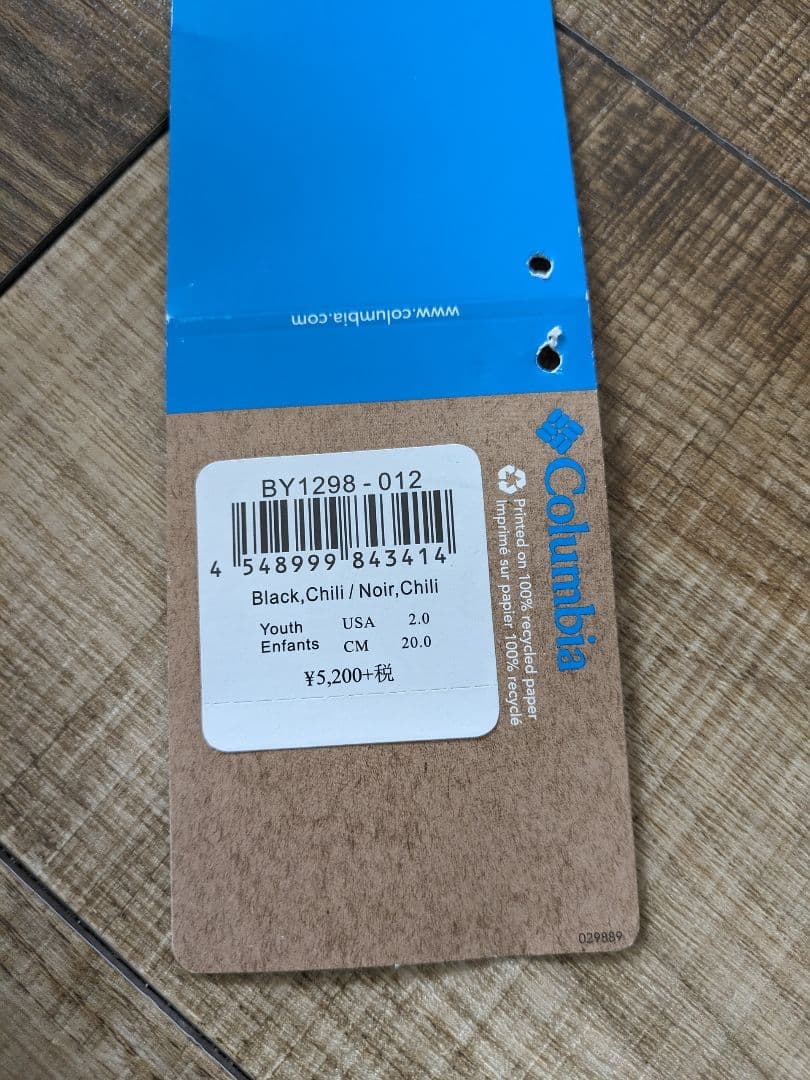 www.columbia.com
BY1298-012
4 548999 843414
Black,Chili / Noir,Chili
Youth USA 2.0
Enfants CM 20.0
¥5,200+税
Columbia
Printed on 100% recycled paper
Imprimé sur papier 100% recyclé
029889